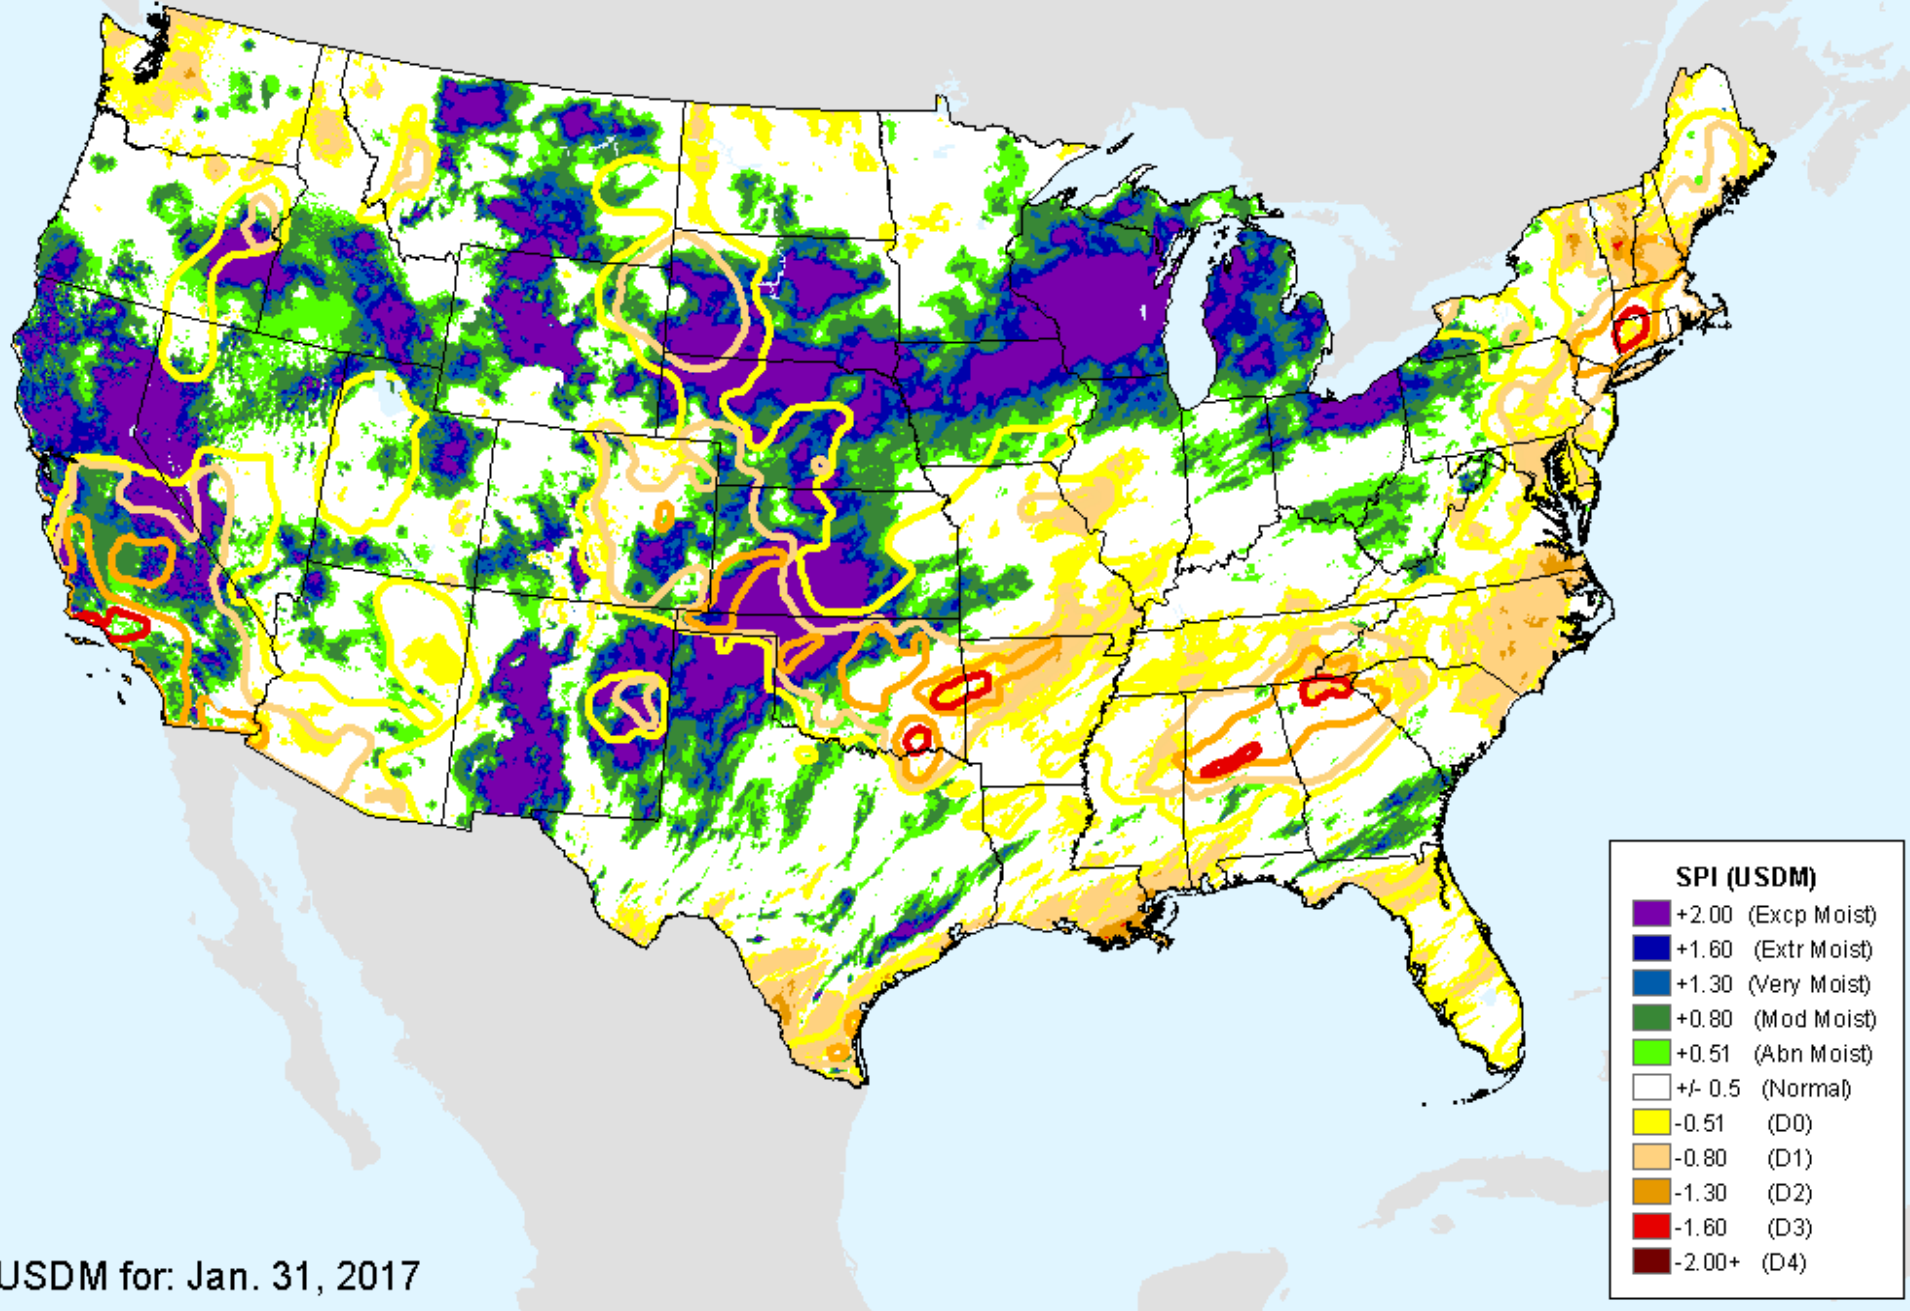 SPI (USDM)
+2.00 (Excp Moist)
+1.60 (Extr Moist)
+1.30 (Very Moist)
+0.80 (Mod Moist)
+0.51 (Abn Moist)
+/- 0.5 (Normal)
-0.51 (D0)
-0.80 (D1)
-1.30 (D2)
-1.60 (D3)
-2.00+ (D4)
USDM for: Jan. 31, 2017